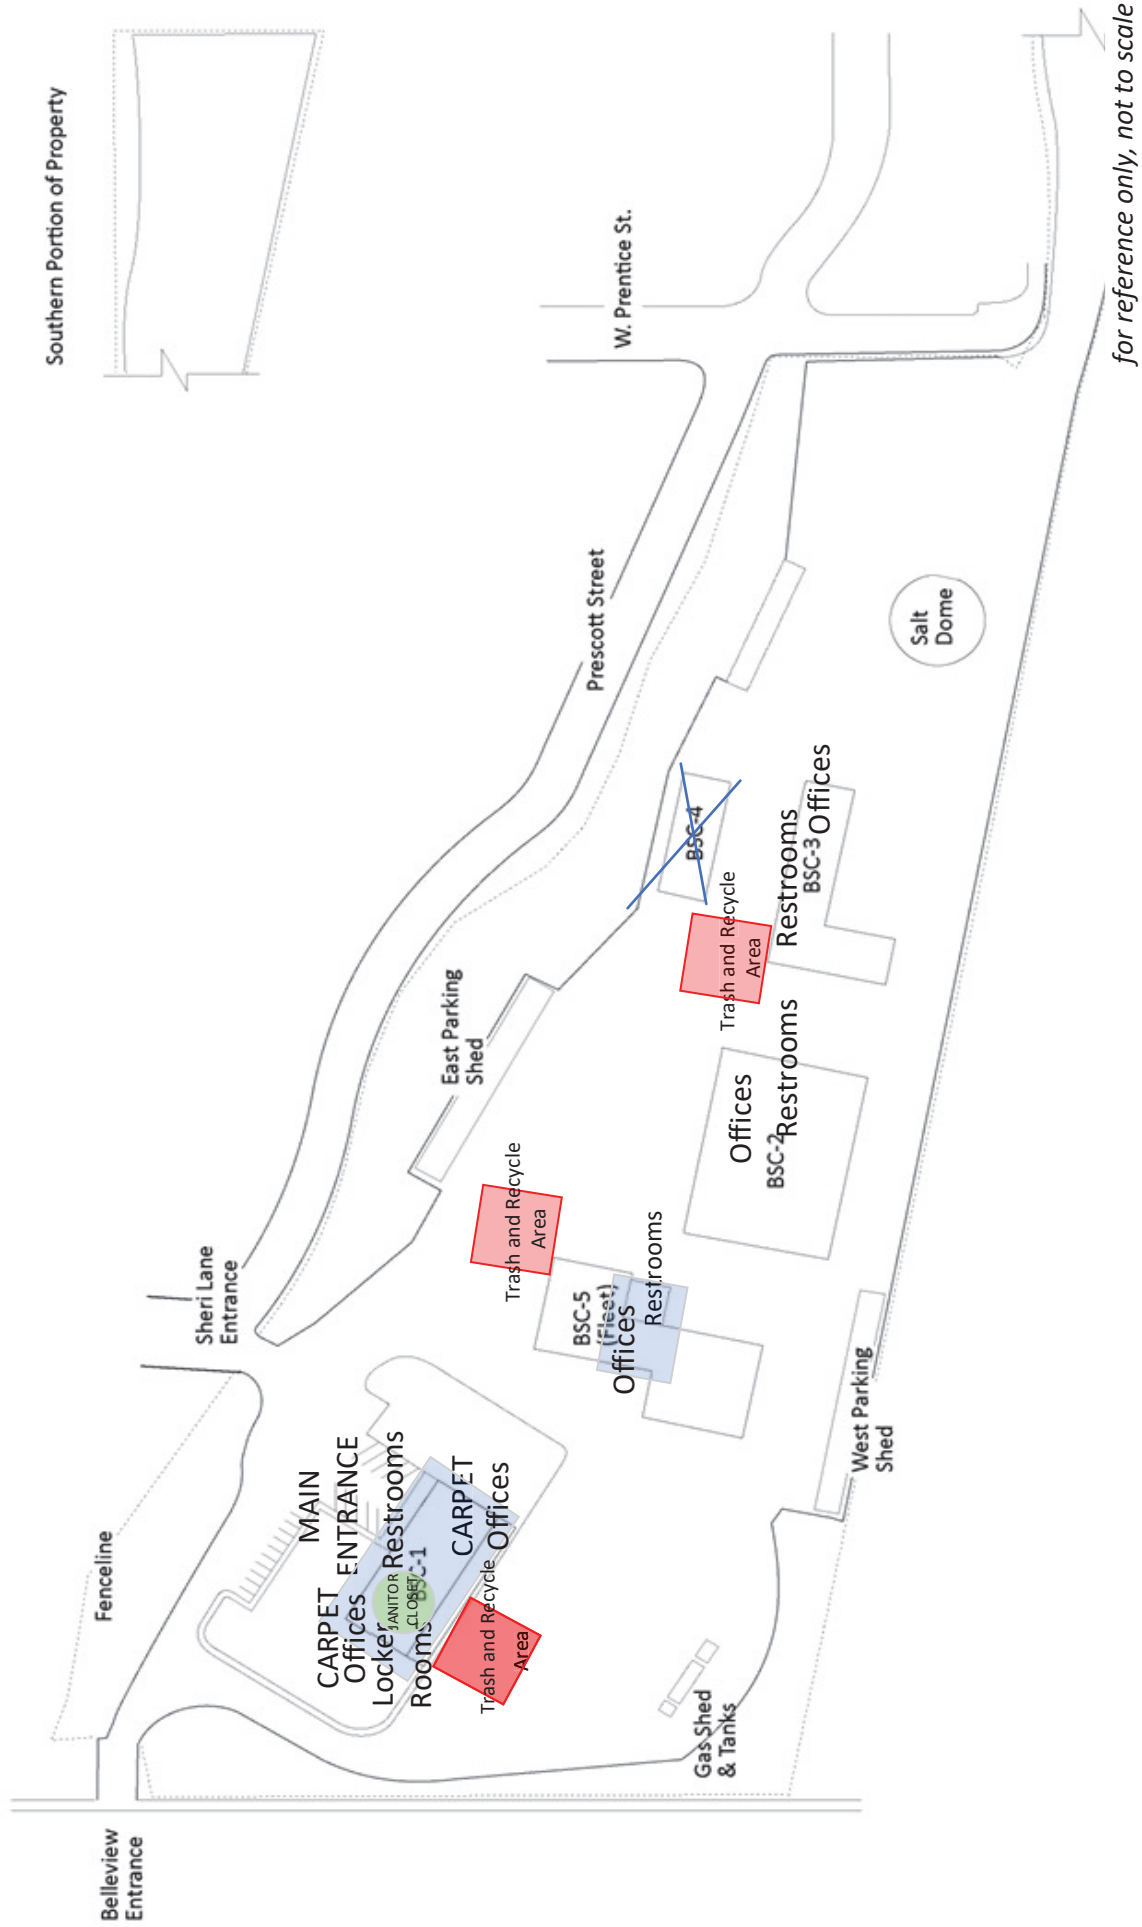 Belleview
Entrance
Fenceline
Sheri Lane
Entrance
Southern Portion of Property
MAIN
ENTRANCE
CARPET
Offices
Locker
Rooms
JANITOR
CLOSET
Restrooms
BSC-1
CARPET
Offices
Trash and Recycle
Area
Gas Shed
& Tanks
East Parking
Shed
Trash and Recycle
Area
BSC-5
(Fleet)
Offices
Restrooms
West Parking
Shed
Prescott Street
W. Prentice St.
BSC-4
Trash and Recycle
Area
Offices
BSC-2
Restrooms
Restrooms
BSC-3
Offices
Salt
Dome
for reference only, not to scale